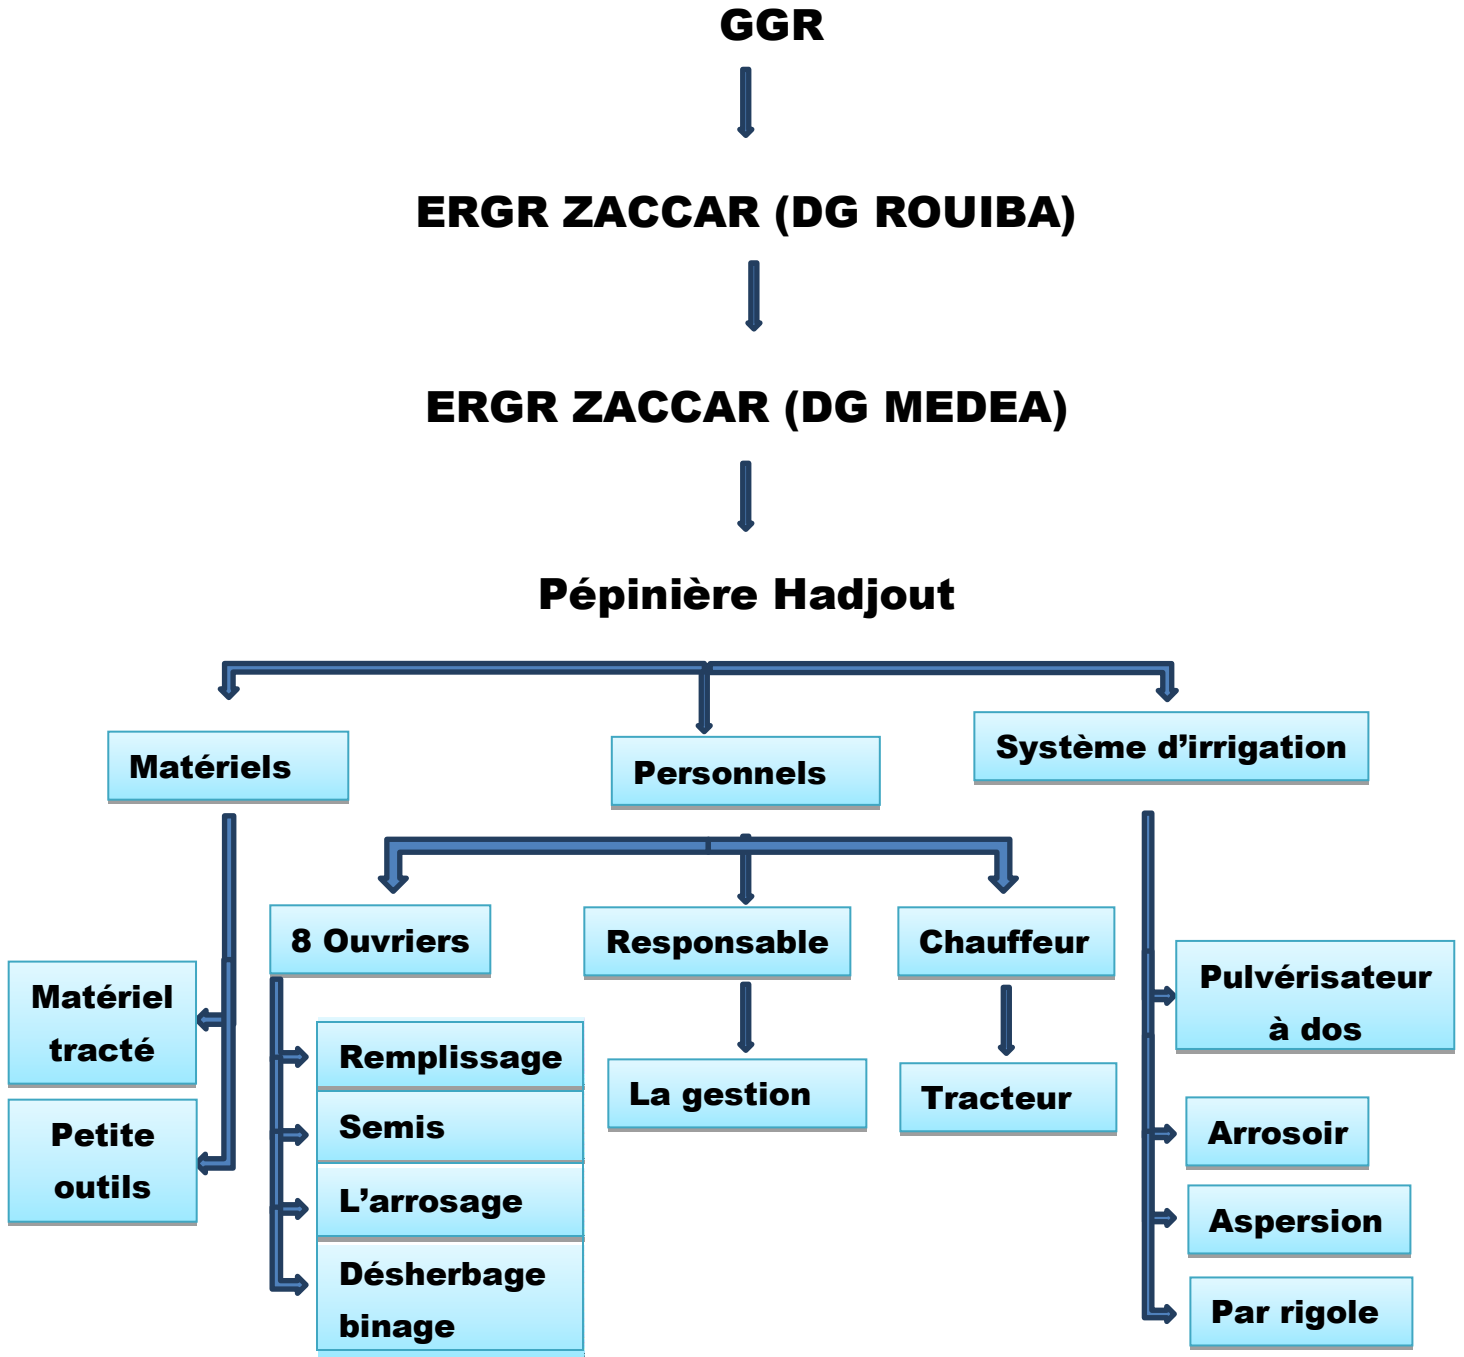 GGR
ERGR ZACCAR (DG ROUIBA)
ERGR ZACCAR (DG MEDEA)
Pépinière Hadjout
Matériels
Personnels
Système d’irrigation
8 Ouvriers
Responsable
Chauffeur
Matériel
tracté
Petite
outils
Remplissage
Semis
L’arrosage
Désherbage
binage
La gestion
Tracteur
Pulvérisateur
à dos
Arrosoir
Aspersion
Par rigole